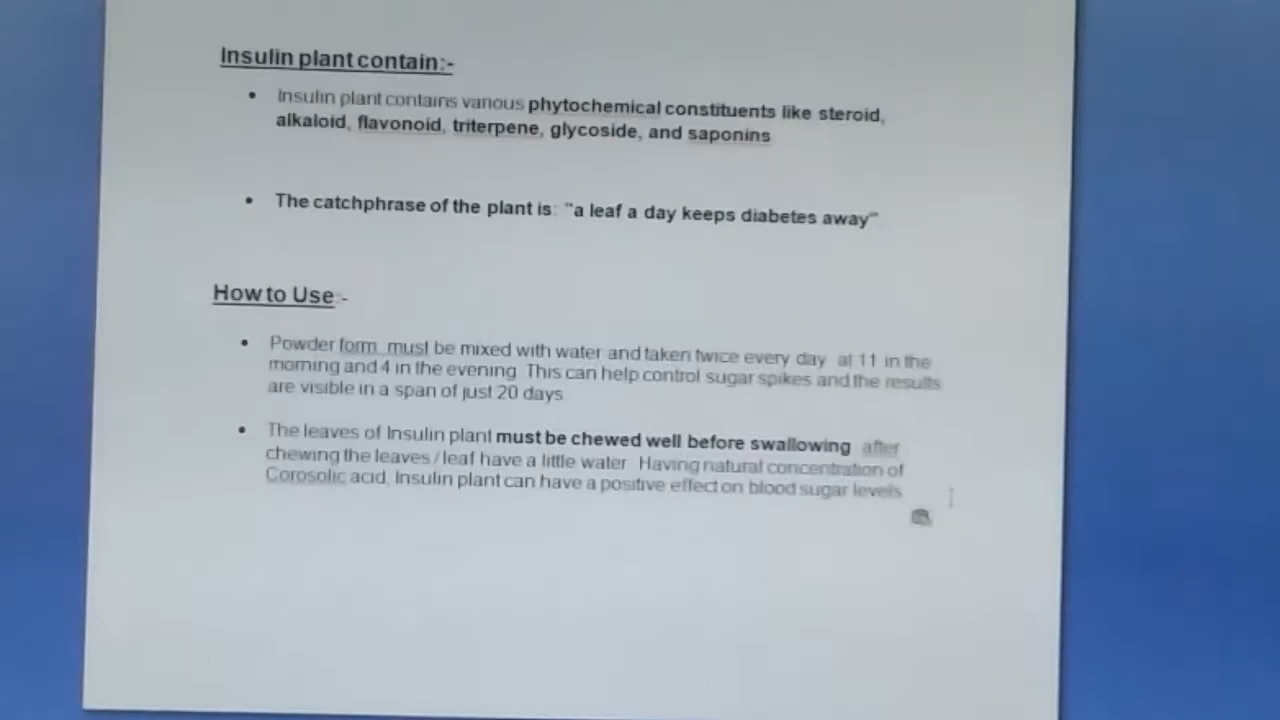 Insulin plant contain:-
• Insulin plant contains various phytochemical constituents like steroid,
alkaloid, flavonoid, triterpene, glycoside, and saponins
• The catchphrase of the plant is: "a leaf a day keeps diabetes away"
How to Use:-
• Powder form must be mixed with water and taken twice every day at 11 in the
morning and 4 in the evening This can help control sugar spikes and the results
are visible in a span of just 20 days
• The leaves of Insulin plant must be chewed well before swallowing after
chewing the leaves / leaf have a little water Having natural concentration of
Corosolic acid, Insulin plant can have a positive effect on blood sugar levels